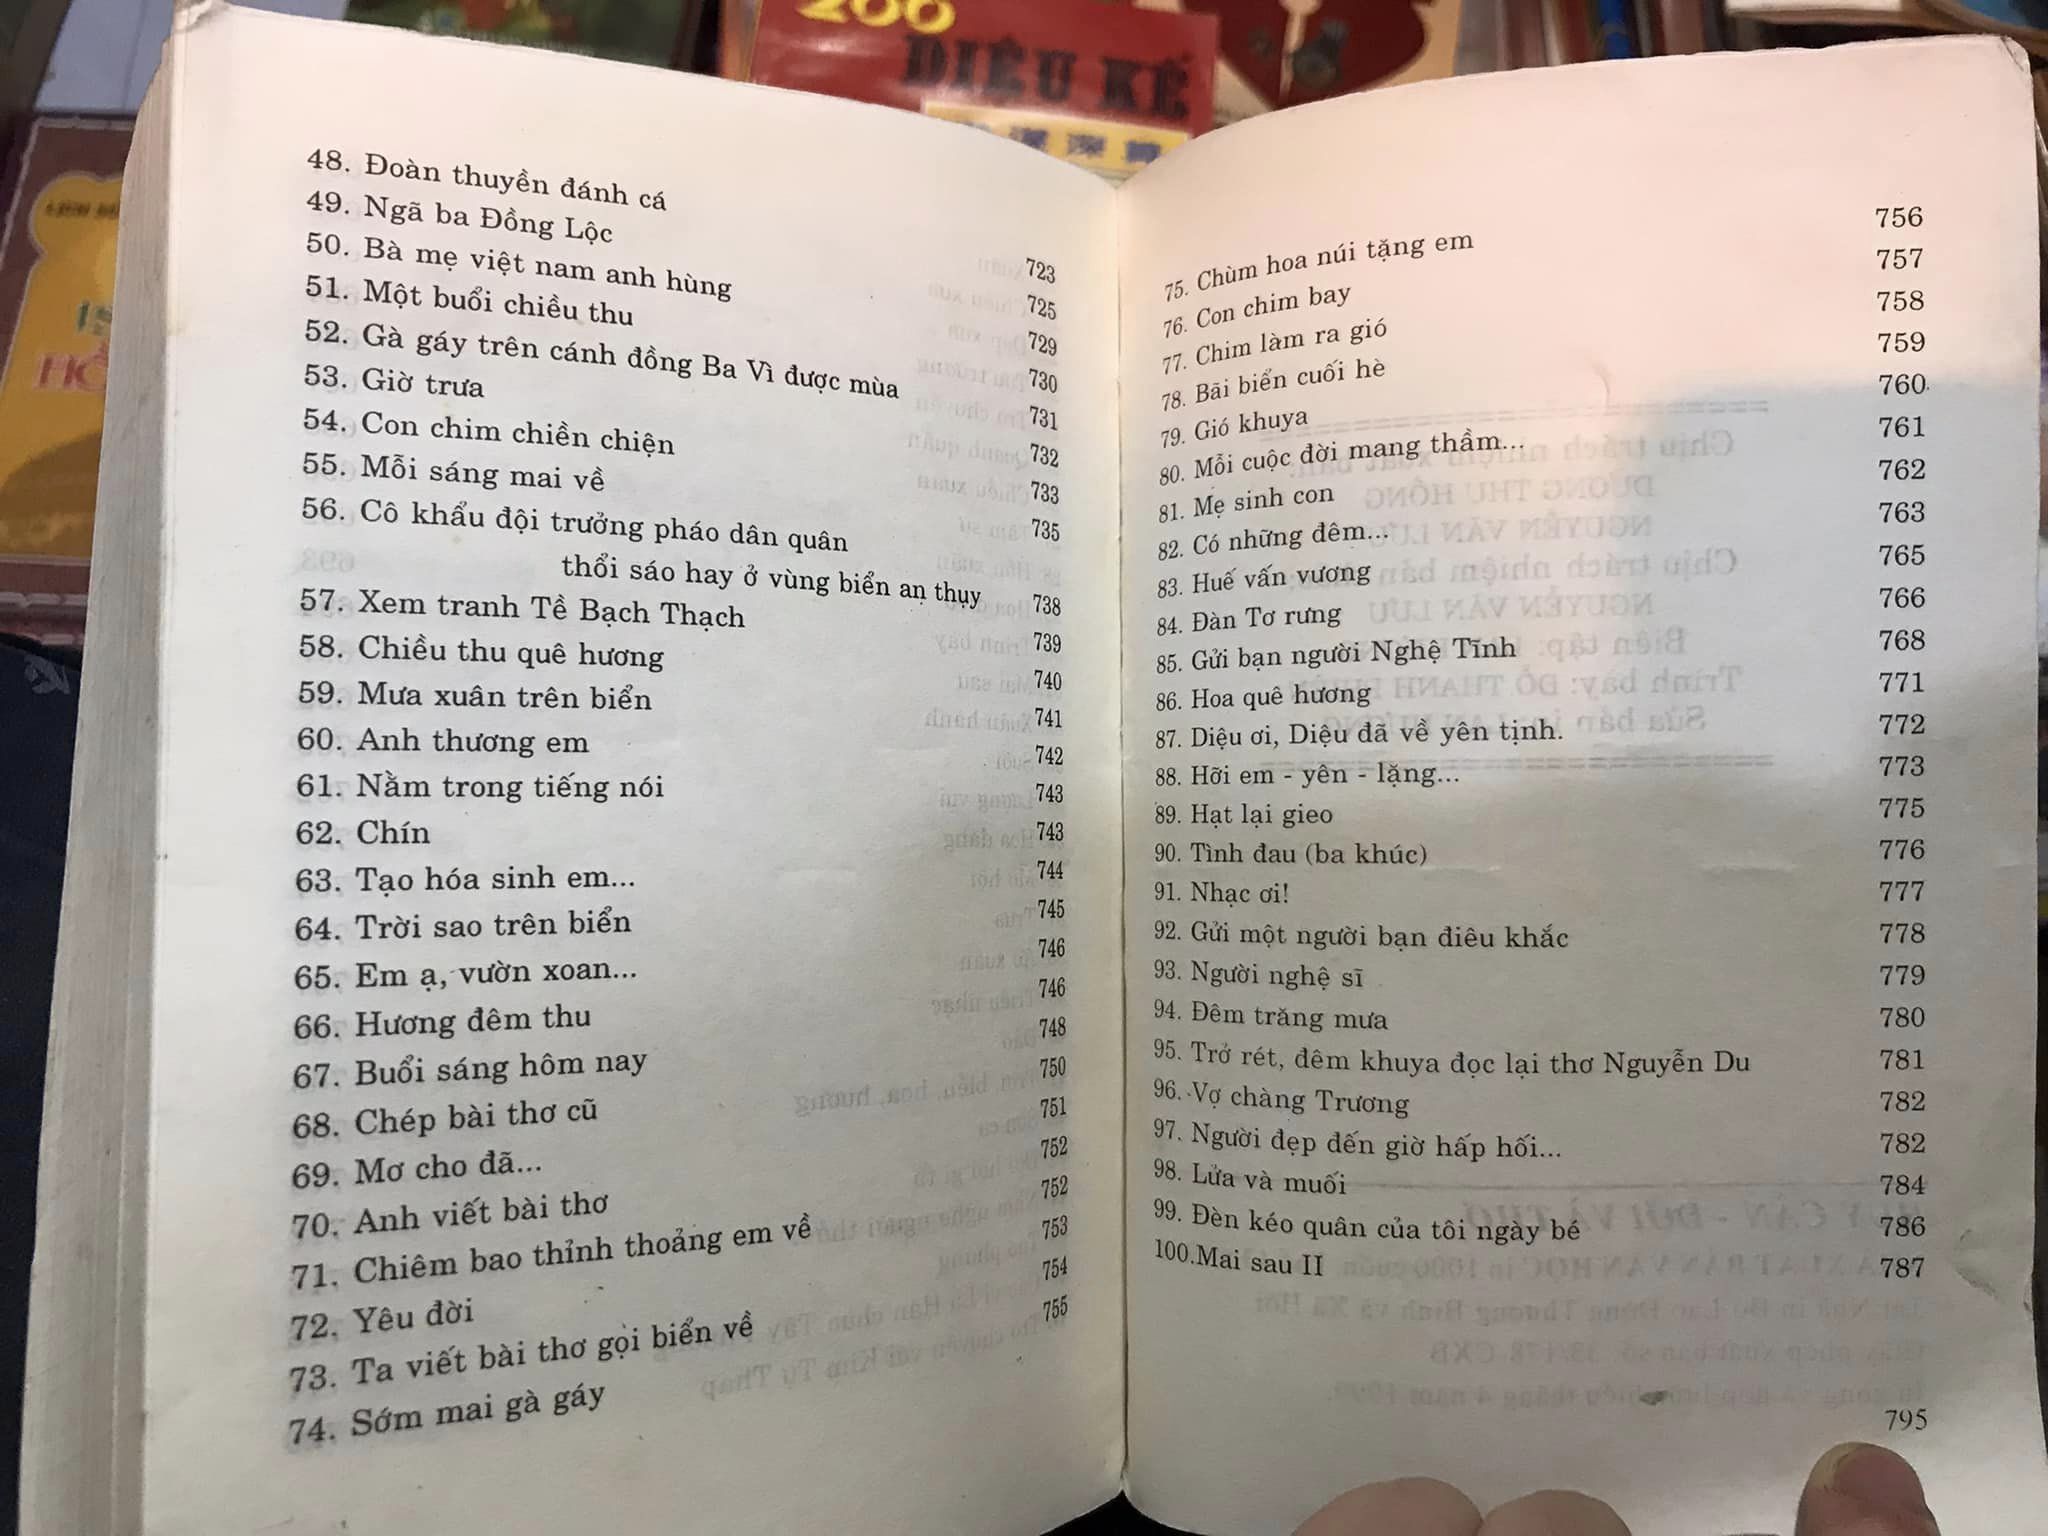 200
DIỆU KẾ
48. Đoàn thuyền đánh cá 723
49. Ngã ba Đồng Lộc 725
50. Bà mẹ việt nam anh hùng 729
51. Một buổi chiều thu 730
52. Gà gáy trên cánh đồng Ba Vì được mùa 731
53. Giờ trưa 732
54. Con chim chiền chiện 733
55. Mỗi sáng mai về 735
56. Cô khẩu đội trưởng pháo dân quân
thổi sáo hay ở vùng biển an thụy 738
57. Xem tranh Tề Bạch Thạch 739
58. Chiều thu quê hương 740
59. Mưa xuân trên biển 741
60. Anh thương em 742
61. Nằm trong tiếng nói 743
62. Chín 743
63. Tạo hóa sinh em... 744
64. Trời sao trên biển 745
65. Em ạ, vườn xoan... 746
66. Hương đêm thu 746
67. Buổi sáng hôm nay 748
68. Chép bài thơ cũ 750
69. Mơ cho đã... 751
70. Anh viết bài thơ 752
71. Chiêm bao thỉnh thoảng em về 752
72. Yêu đời 753
73. Ta viết bài thơ gọi biển về 754
74. Sớm mai gà gáy 755
75. Chùm hoa núi tặng em 756
76. Con chim bay 757
77. Chim làm ra gió 758
78. Bãi biển cuối hè 759
79. Gió khuya 760
80. Mỗi cuộc đời mang thầm... 761
81. Mẹ sinh con 762
82. Có những đêm... 763
83. Huế vấn vương 765
84. Đàn Tơ rưng 766
85. Gửi bạn người Nghệ Tĩnh 768
86. Hoa quê hương 771
87. Diệu ơi, Diệu đã về yên tịnh. 772
88. Hỡi em - yên - lặng... 773
89. Hạt lại gieo 775
90. Tình đau (ba khúc) 776
91. Nhạc ơi! 777
92. Gửi một người bạn điêu khắc 778
93. Người nghệ sĩ 779
94. Đêm trăng mưa 780
95. Trở rét, đêm khuya đọc lại thơ Nguyễn Du 781
96. Vợ chàng Trương 782
97. Người đẹp đến giờ hấp hối... 782
98. Lửa và muối 784
99. Đèn kéo quân của tôi ngày bé 786
100. Mai sau II 787
795